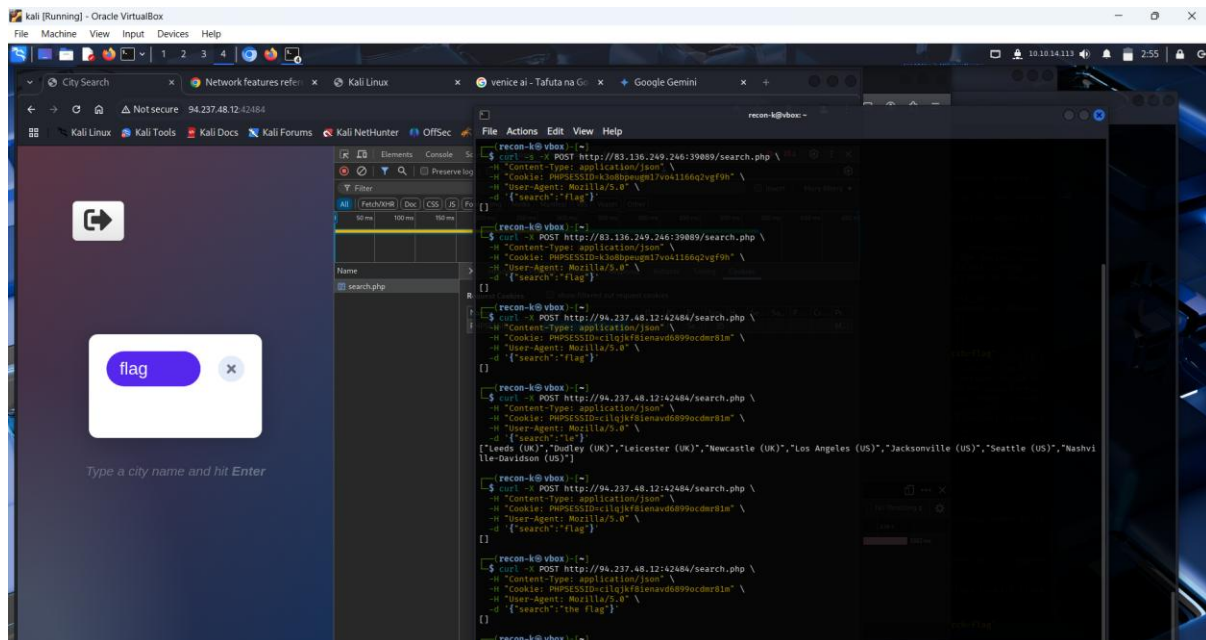 kali [Running] - Oracle VirtualBox
File Machine View Input Devices Help
1 2 3 4
10.10.14.113
2:55
City Search
Network features refer
Kali Linux
venice ai - Tafuta na Go
Google Gemini
Not secure 94.237.48.12:42484
Kali Linux Kali Tools Kali Docs Kali Forums Kali NetHunter OffSec
flag
Type a city name and hit Enter
Elements Console
Preserve log
Filter
All Fetch/XHR Doc CSS JS
50 ms 100 ms 150 ms
Name
search.php
recon-k@vbox: ~
File Actions Edit View Help
(recon-k@vbox)-[~]
$ curl -s -X POST http://83.136.249.246:39089/search.php \
-H "Content-Type: application/json" \
-H "Cookie: PHPSESSID=k3o8bpeugm17vo41166q2vgf9h" \
-H "User-Agent: Mozilla/5.0" \
-d '{"search":"flag"}'
[]
(recon-k@vbox)-[~]
$ curl -X POST http://83.136.249.246:39089/search.php \
-H "Content-Type: application/json" \
-H "Cookie: PHPSESSID=k3o8bpeugm17vo41166q2vgf9h" \
-H "User-Agent: Mozilla/5.0" \
-d '{"search":"flag"}'
[]
(recon-k@vbox)-[~]
$ curl -X POST http://94.237.48.12:42484/search.php \
-H "Content-Type: application/json" \
-H "Cookie: PHPSESSID=cilqjkf8ienavd6899ocdmr81m" \
-H "User-Agent: Mozilla/5.0" \
-d '{"search":"flag"}'
[]
(recon-k@vbox)-[~]
$ curl -X POST http://94.237.48.12:42484/search.php \
-H "Content-Type: application/json" \
-H "Cookie: PHPSESSID=cilqjkf8ienavd6899ocdmr81m" \
-H "User-Agent: Mozilla/5.0" \
-d '{"search":"le"}'
["Leeds (UK)","Dudley (UK)","Leicester (UK)","Newcastle (UK)","Los Angeles (US)","Jacksonville (US)","Seattle (US)","Nashvi
lle-Davidson (US)"]
(recon-k@vbox)-[~]
$ curl -X POST http://94.237.48.12:42484/search.php \
-H "Content-Type: application/json" \
-H "Cookie: PHPSESSID=cilqjkf8ienavd6899ocdmr81m" \
-H "User-Agent: Mozilla/5.0" \
-d '{"search":"flag"}'
[]
(recon-k@vbox)-[~]
$ curl -X POST http://94.237.48.12:42484/search.php \
-H "Content-Type: application/json" \
-H "Cookie: PHPSESSID=cilqjkf8ienavd6899ocdmr81m" \
-H "User-Agent: Mozilla/5.0" \
-d '{"search":"the flag"}'
[]
(recon-k@vbox)-[~]